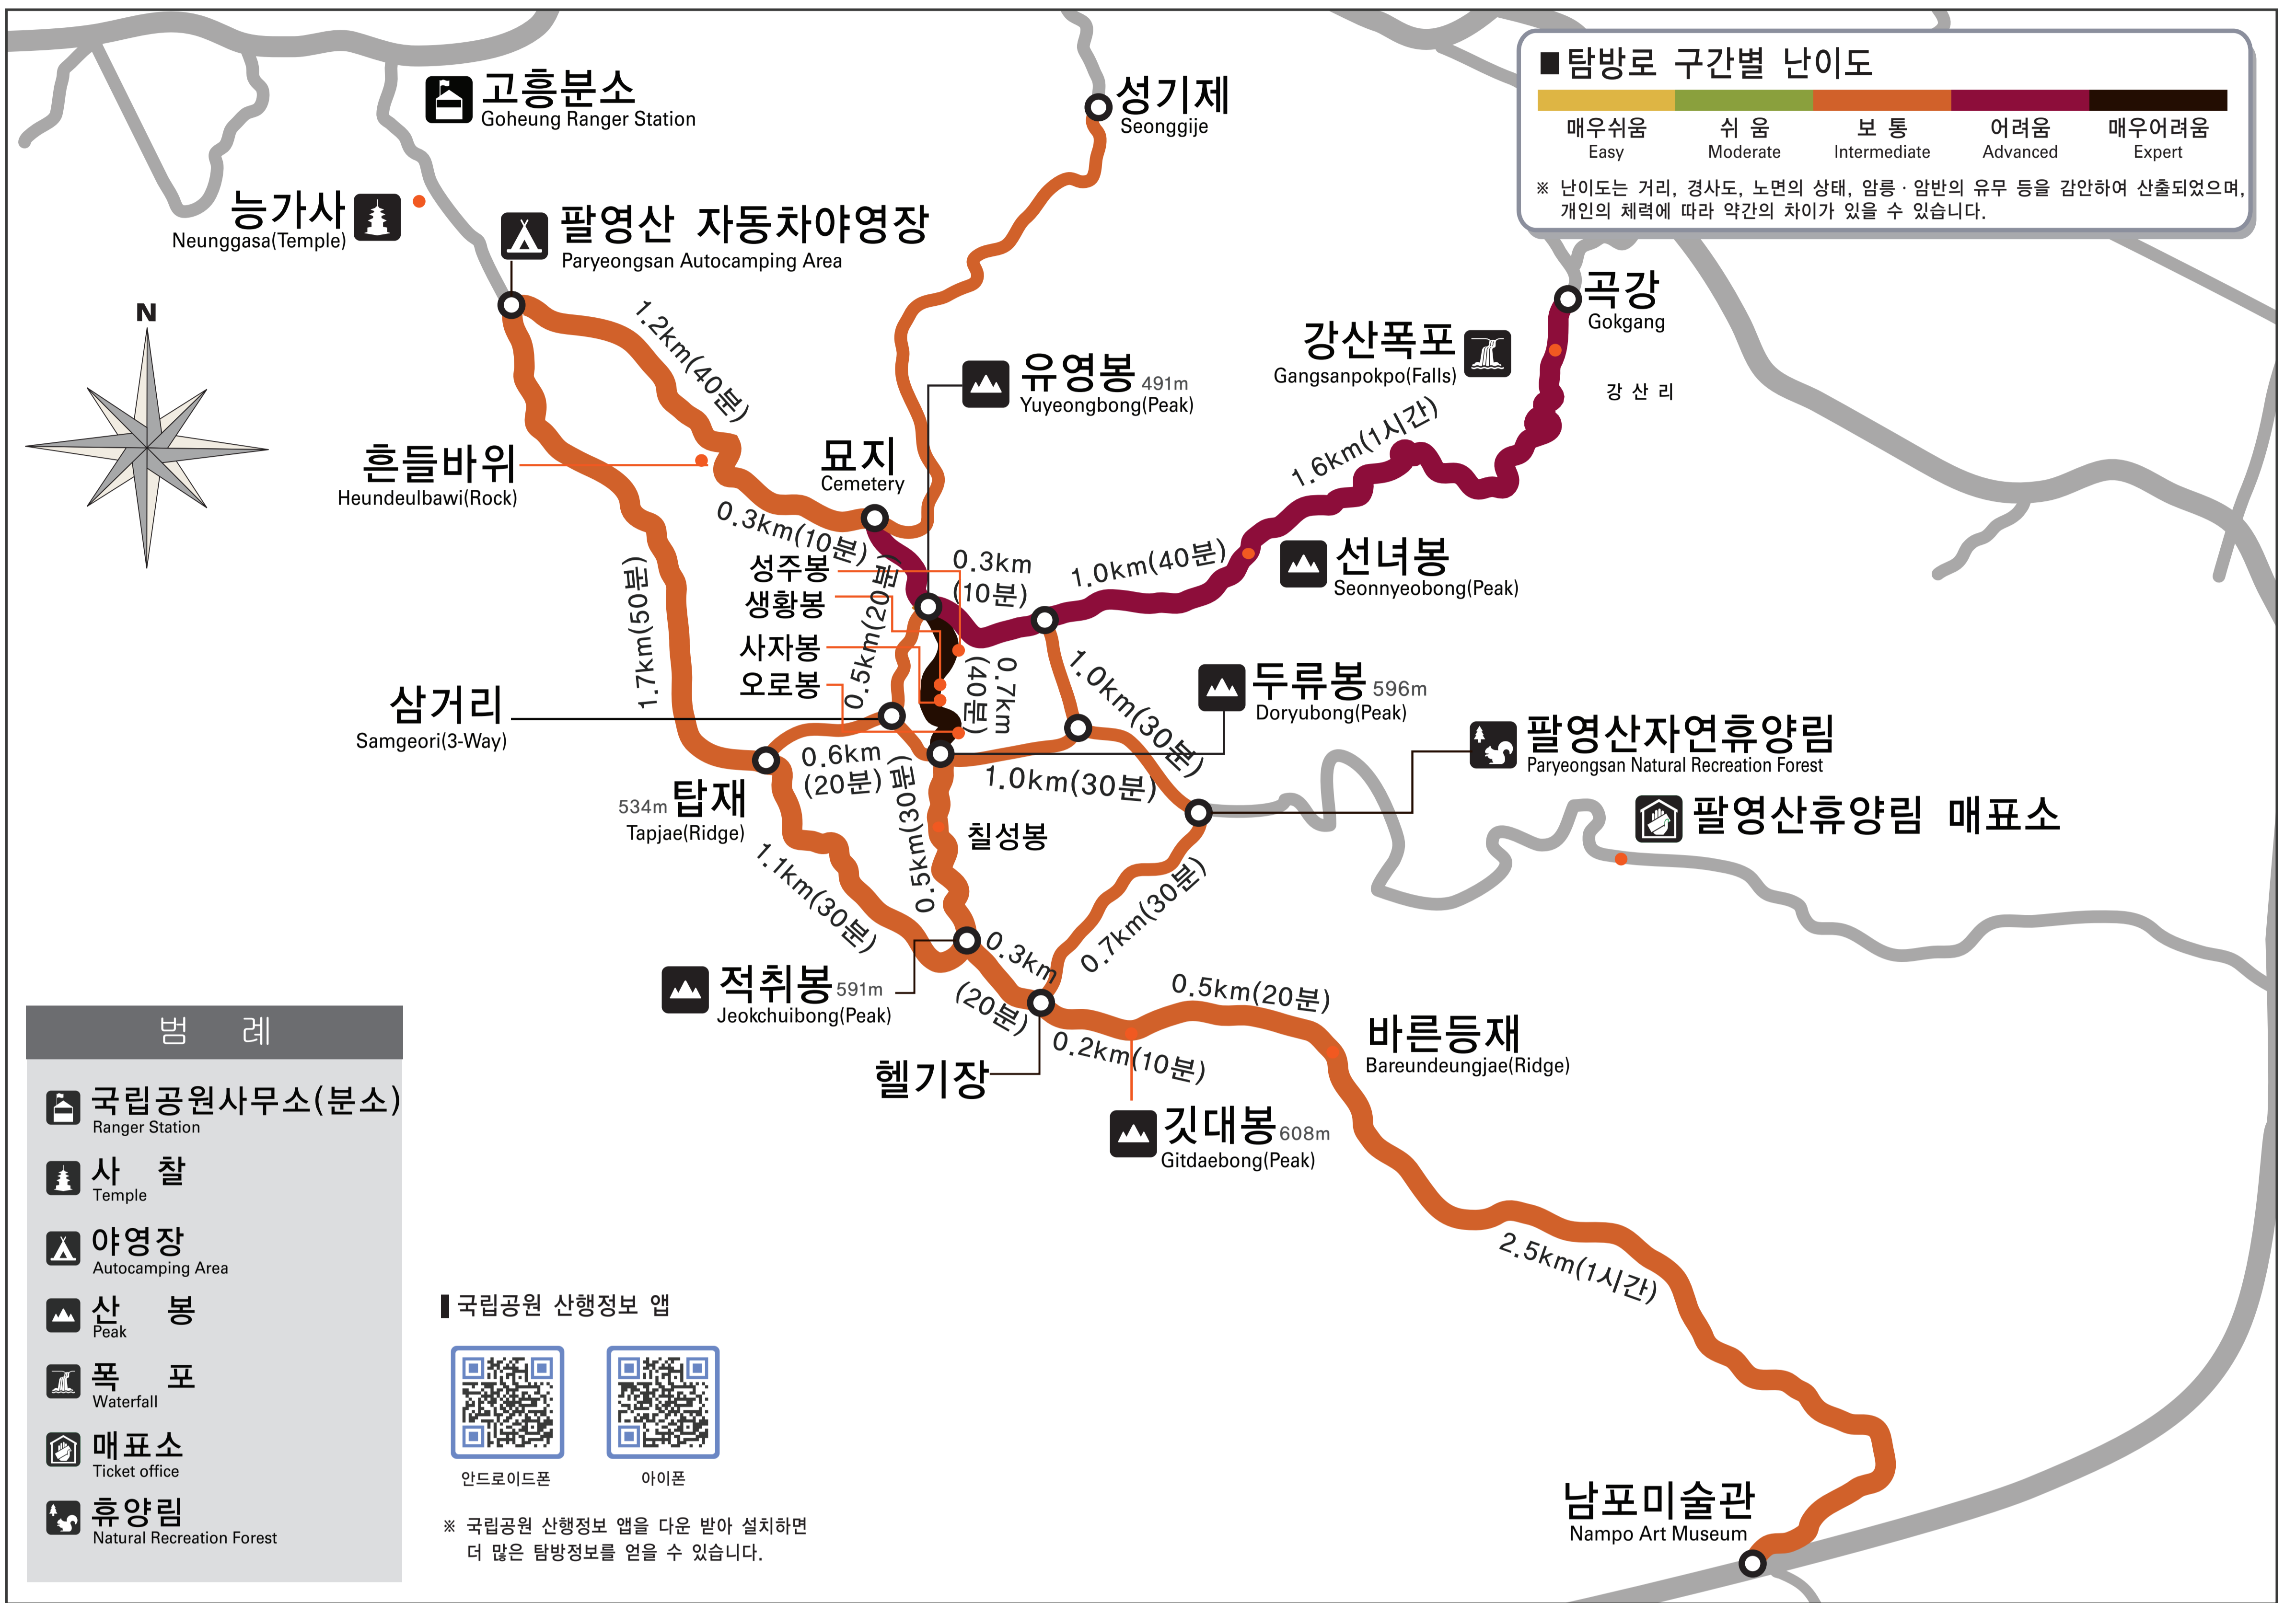 고흥분소
Goheung Ranger Station
성기제
Seonggije
■ 탐방로 구간별 난이도
매우쉬움
Easy
쉬 움
Moderate
보 통
Intermediate
어려움
Advanced
매우어려움
Expert
※ 난이도는 거리, 경사도, 노면의 상태, 암릉 · 암반의 유무 등을 감안하여 산출되었으며,
개인의 체력에 따라 약간의 차이가 있을 수 있습니다.
능가사
Neunggasa(Temple)
팔영산 자동차야영장
Paryeongsan Autocamping Area
N
1.2km(40분)
곡강
Gokgang
강산폭포
Gangsanpokpo(Falls)
강 산 리
유영봉 491m
Yuyeongbong(Peak)
1.6km(1시간)
흔들바위
Heundeulbawi(Rock)
묘지
Cemetery
0.3km(10분)
0.3km
(10분)
1.0km(40분)
선녀봉
Seonnyeobong(Peak)
성주봉
생황봉
사자봉
오로봉
0.5km(20분)
0.7km
(40분)
1.7km(50분)
1.0km(30분)
두류봉 596m
Doryubong(Peak)
삼거리
Samgeori(3-Way)
팔영산자연휴양림
Paryeongsan Natural Recreation Forest
0.6km
(20분)
1.0km(30분)
534m 탑재
Tapjae(Ridge)
팔영산휴양림 매표소
0.5km(30분)
칠성봉
1.1km(30분)
0.7km(30분)
0.3km
(20분)
적취봉 591m
Jeokchuibong(Peak)
0.5km(20분)
바른등재
Bareundeungjae(Ridge)
0.2km(10분)
헬기장
깃대봉 608m
Gitdaebong(Peak)
2.5km(1시간)
남포미술관
Nampo Art Museum
범 례
국립공원사무소(분소)
Ranger Station
사 찰
Temple
야영장
Autocamping Area
산 봉
Peak
폭 포
Waterfall
매표소
Ticket office
휴양림
Natural Recreation Forest
국립공원 산행정보 앱
안드로이드폰
아이폰
※ 국립공원 산행정보 앱을 다운 받아 설치하면
더 많은 탐방정보를 얻을 수 있습니다.